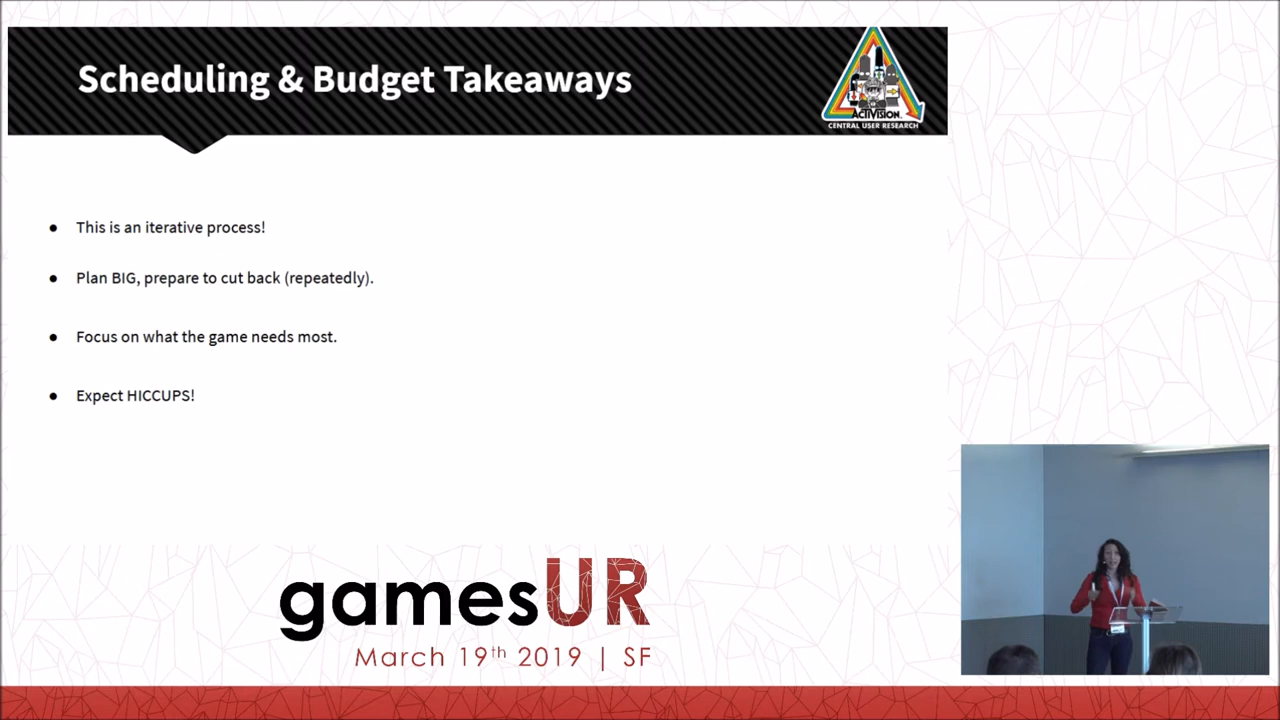 Scheduling & Budget Takeaways
ACTIVISION
CENTRAL USER RESEARCH
● This is an iterative process!
● Plan BIG, prepare to cut back (repeatedly).
● Focus on what the game needs most.
● Expect HICCUPS!
gamesUR
March 19th 2019 | SF